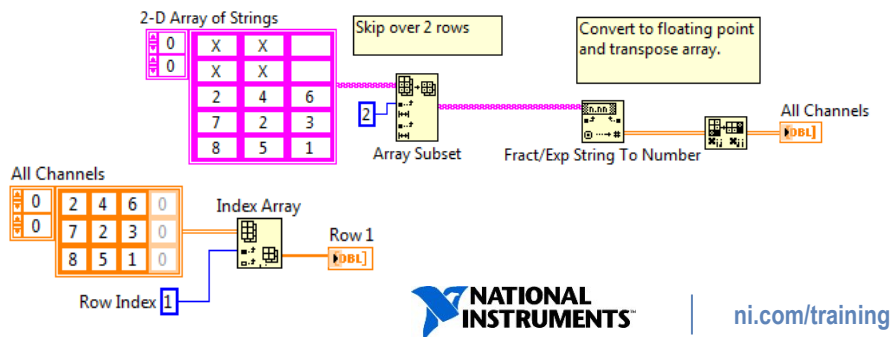 2-D Array of Strings
0
0
X X
X X
2 4 6
7 2 3
8 5 1
Skip over 2 rows
2
Array Subset
Convert to floating point
and transpose array.
n.nn
#
Fract/Exp String To Number
All Channels
DBL]
All Channels
0
0
2 4 6 0
7 2 3 0
8 5 1 0
Index Array
Row 1
DBL]
Row Index 1
NATIONAL
INSTRUMENTS
ni.com/training